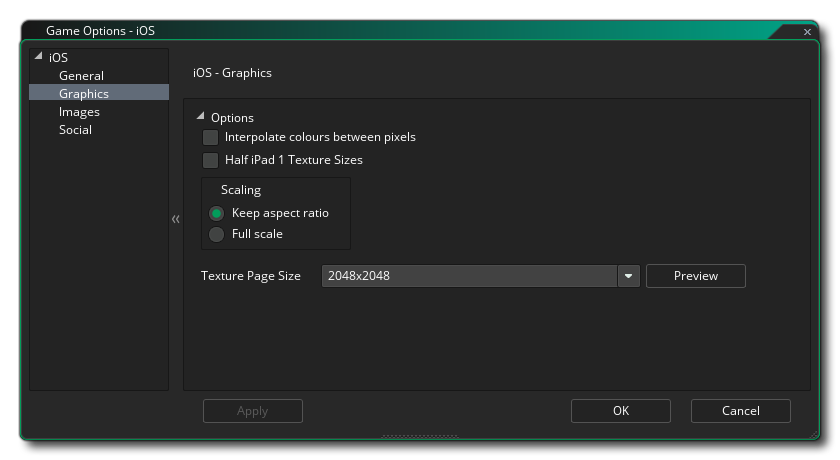 Game Options - iOS
iOS
General
Graphics
Images
Social
iOS - Graphics
Options
Interpolate colours between pixels
Half iPad 1 Texture Sizes
Scaling
Keep aspect ratio
Full scale
Texture Page Size
2048x2048
Preview
Apply
OK
Cancel